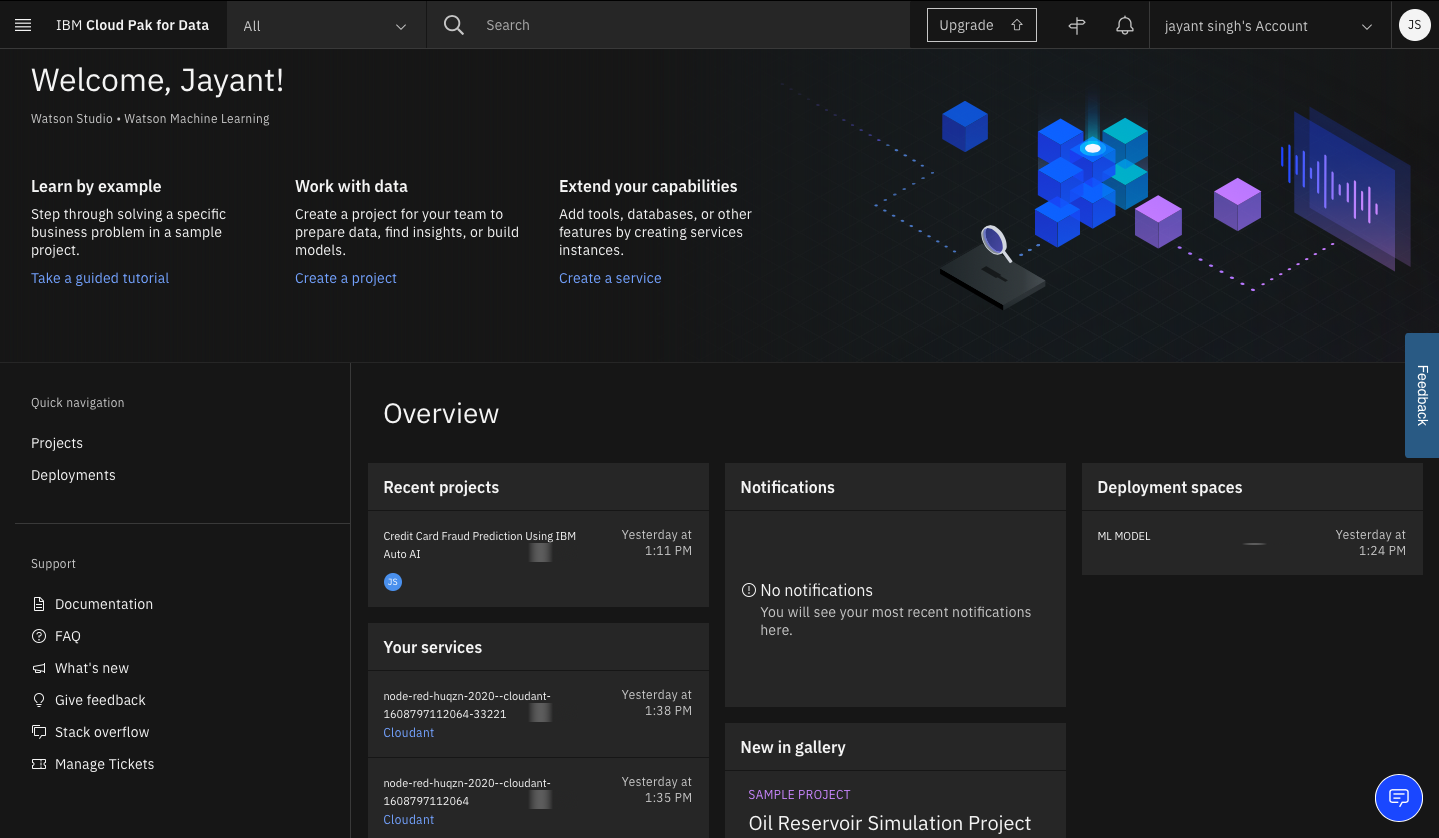 IBM Cloud Pak for Data
All
Search
Upgrade
jayant singh's Account
JS
Welcome, Jayant!
Watson Studio • Watson Machine Learning
Learn by example
Step through solving a specific
business problem in a sample
project.
Take a guided tutorial
Work with data
Create a project for your team to
prepare data, find insights, or build
models.
Create a project
Extend your capabilities
Add tools, databases, or other
features by creating services
instances.
Create a service
Feedback
Quick navigation
Projects
Deployments
Support
Documentation
FAQ
What's new
Give feedback
Stack overflow
Manage Tickets
Overview
Recent projects
Credit Card Fraud Prediction Using IBM
Auto AI
Yesterday at
1:11 PM
JS
Your services
node-red-huqzn-2020--cloudant-
1608797112064-33221
Cloudant
Yesterday at
1:38 PM
node-red-huqzn-2020--cloudant-
1608797112064
Cloudant
Yesterday at
1:35 PM
Notifications
No notifications
You will see your most recent notifications
here.
New in gallery
SAMPLE PROJECT
Oil Reservoir Simulation Project
Deployment spaces
ML MODEL
Yesterday at
1:24 PM